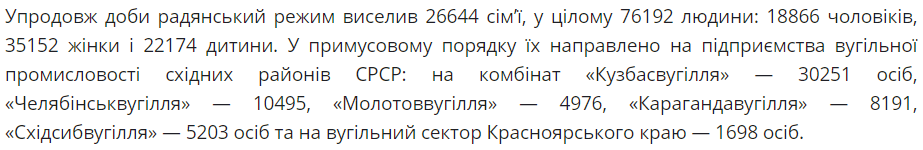 Упродовж доби радянський режим виселив 26644 сім’ї, у цілому 76192 людини: 18866 чоловіків,
35152 жінки і 22174 дитини. У примусовому порядку їх направлено на підприємства вугільної
промисловості східних районів СРСР: на комбінат «Кузбасвугілля» — 30251 осіб,
«Челябінськвугілля» — 10495, «Молотоввугілля» — 4976, «Карагандавугілля» — 8191,
«Східсибвугілля» — 5203 осіб та на вугільний сектор Красноярського краю — 1698 осіб.